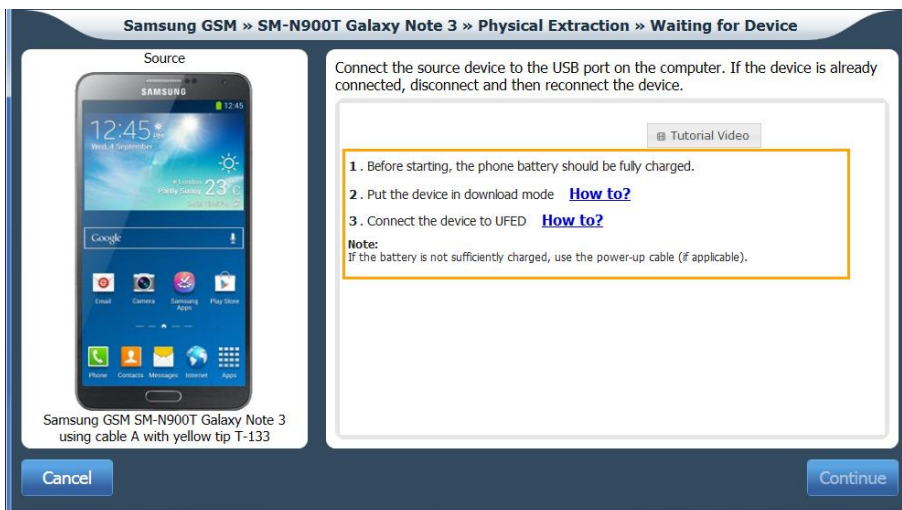 Samsung GSM » SM-N900T Galaxy Note 3 » Physical Extraction » Waiting for Device
Source
SAMSUNG
12:45
12:45 PM
Wed, 4 September
London
Partly Sunny 23°C
Google
Email Camera Samsung Apps Play Store
Phone Contacts Messages Internet Apps
Samsung GSM SM-N900T Galaxy Note 3
using cable A with yellow tip T-133
Connect the source device to the USB port on the computer. If the device is already
connected, disconnect and then reconnect the device.
Tutorial Video
1 . Before starting, the phone battery should be fully charged.
2 . Put the device in download mode How to?
3 . Connect the device to UFED How to?
Note:
If the battery is not sufficiently charged, use the power-up cable (if applicable).
Cancel
Continue